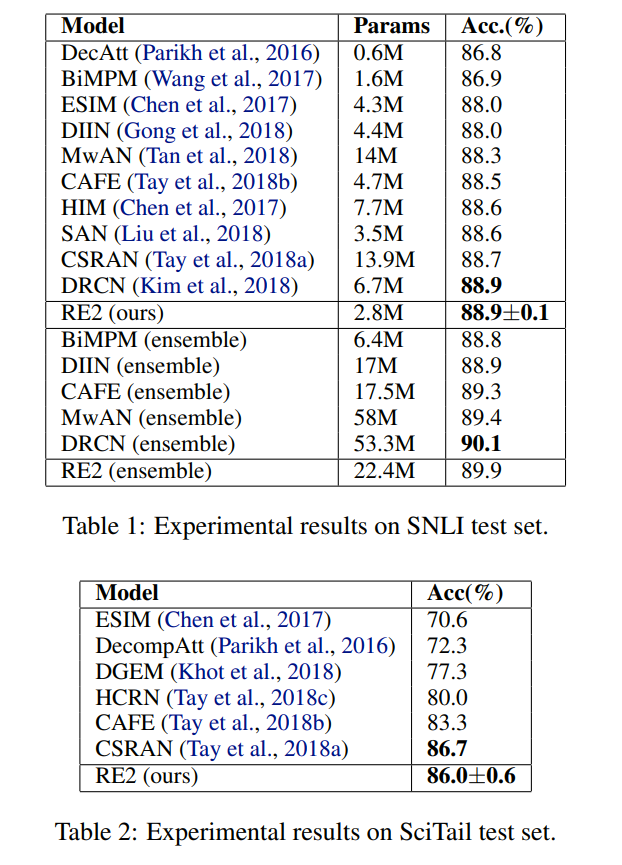 Model Params Acc.(%)
DecAtt (Parikh et al., 2016) 0.6M 86.8
BiMPM (Wang et al., 2017) 1.6M 86.9
ESIM (Chen et al., 2017) 4.3M 88.0
DIIN (Gong et al., 2018) 4.4M 88.0
MwAN (Tan et al., 2018) 14M 88.3
CAFE (Tay et al., 2018b) 4.7M 88.5
HIM (Chen et al., 2017) 7.7M 88.6
SAN (Liu et al., 2018) 3.5M 88.6
CSRAN (Tay et al., 2018a) 13.9M 88.7
DRCN (Kim et al., 2018) 6.7M 88.9
RE2 (ours) 2.8M 88.9±0.1
BiMPM (ensemble) 6.4M 88.8
DIIN (ensemble) 17M 88.9
CAFE (ensemble) 17.5M 89.3
MwAN (ensemble) 58M 89.4
DRCN (ensemble) 53.3M 90.1
RE2 (ensemble) 22.4M 89.9
Table 1: Experimental results on SNLI test set.
Model Acc(%)
ESIM (Chen et al., 2017) 70.6
DecompAtt (Parikh et al., 2016) 72.3
DGEM (Khot et al., 2018) 77.3
HCRN (Tay et al., 2018c) 80.0
CAFE (Tay et al., 2018b) 83.3
CSRAN (Tay et al., 2018a) 86.7
RE2 (ours) 86.0±0.6
Table 2: Experimental results on SciTail test set.